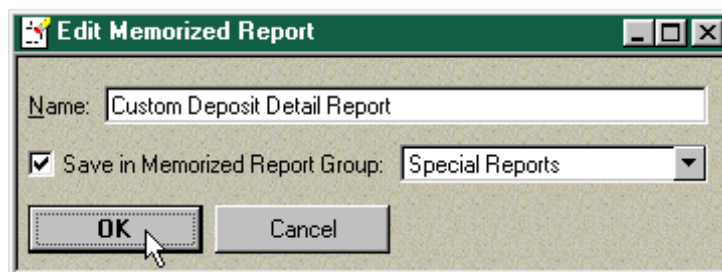 Edit Memorized Report
Name: Custom Deposit Detail Report
Save in Memorized Report Group: Special Reports
OK Cancel